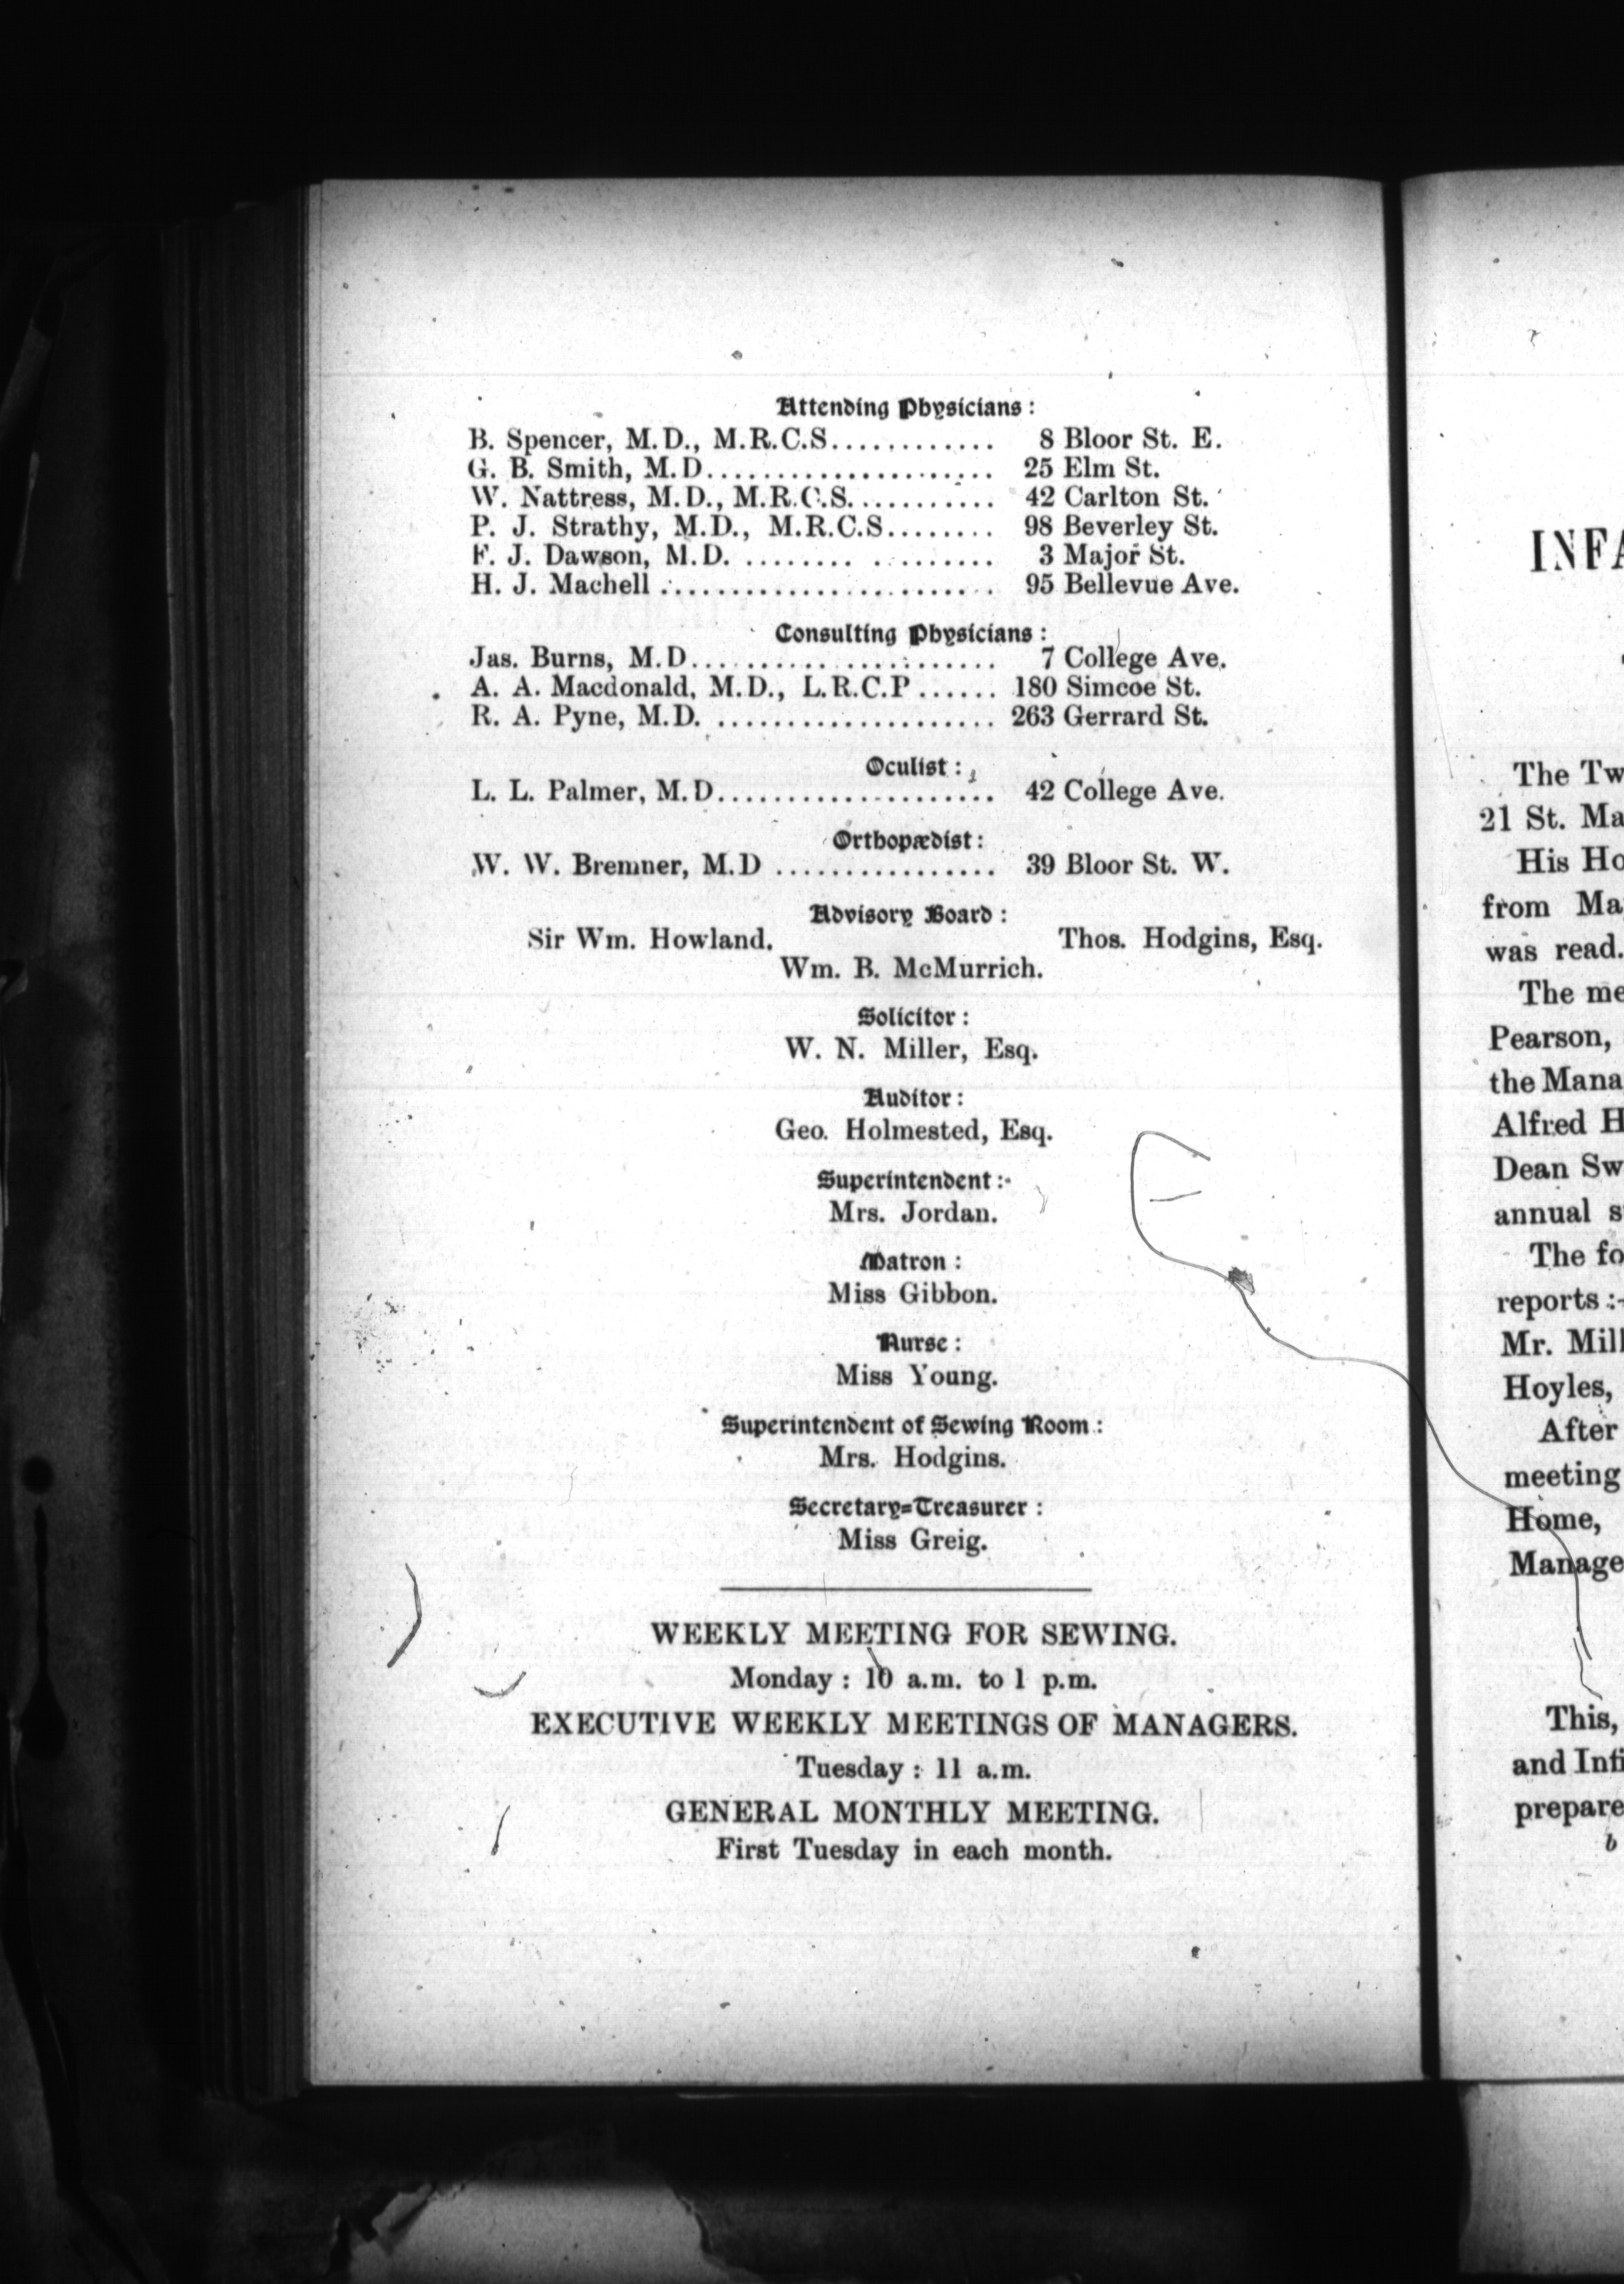 Attending Physicians :
B. Spencer, M.D., M.R.C.S............ 8 Bloor St. E.
G. B. Smith, M.D..................... 25 Elm St.
W. Nattress, M.D., M.R.C.S........... 42 Carlton St.
P. J. Strathy, M.D., M.R.C.S........ 98 Beverley St.
F. J. Dawson, M.D. ........ ......... 3 Major St.
H. J. Machell ........................ 95 Bellevue Ave.
Consulting Physicians :
Jas. Burns, M.D...................... 7 College Ave.
A. A. Macdonald, M.D., L.R.C.P...... 180 Simcoe St.
R. A. Pyne, M.D. .................... 263 Gerrard St.
Oculist :
L. L. Palmer, M.D.................... 42 College Ave.
Orthopædist :
W. W. Bremner, M.D ................ 39 Bloor St. W.
Advisory Board :
Sir Wm. Howland. Thos. Hodgins, Esq.
Wm. B. McMurrich.
Solicitor :
W. N. Miller, Esq.
Auditor :
Geo. Holmested, Esq.
Superintendent :
Mrs. Jordan.
Matron :
Miss Gibbon.
Nurse :
Miss Young.
Superintendent of Sewing Room :
Mrs. Hodgins.
Secretary=Treasurer :
Miss Greig.
WEEKLY MEETING FOR SEWING.
Monday : 10 a.m. to 1 p.m.
EXECUTIVE WEEKLY MEETINGS OF MANAGERS.
Tuesday : 11 a.m.
GENERAL MONTHLY MEETING.
First Tuesday in each month.
INFA
The Tw
21 St. Ma
His Ho
from Ma
was read.
The me
Pearson,
the Mana
Alfred H
Dean Sw
annual s
The fo
reports :-
Mr. Mill
Hoyles,
After
meeting
Home,
Manage
This,
and Infi
prepare
b